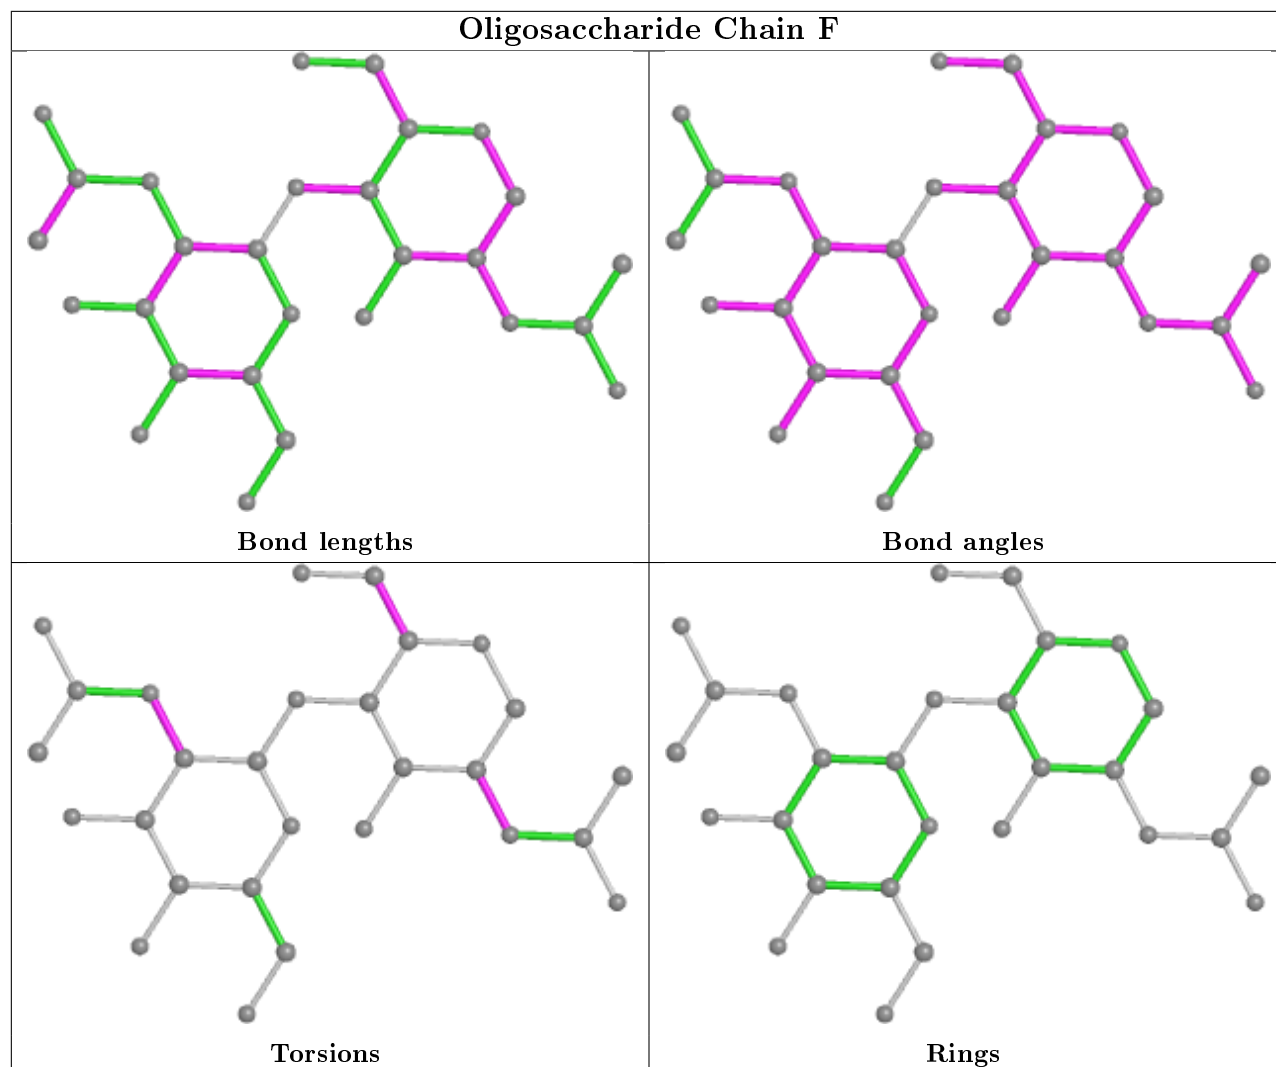 Oligosaccharide Chain F
Bond lengths
Bond angles
Torsions
Rings